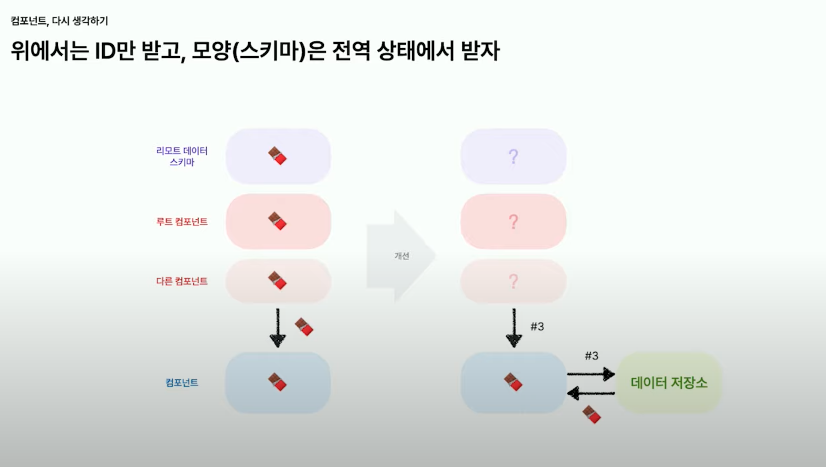 컴포넌트, 다시 생각하기
위에서는 ID만 받고, 모양(스키마)은 전역 상태에서 받자
리모트 데이터
스키마
?
루트 컴포넌트
?
개선
다른 컴포넌트
?
#3
#3
컴포넌트
데이터 저장소